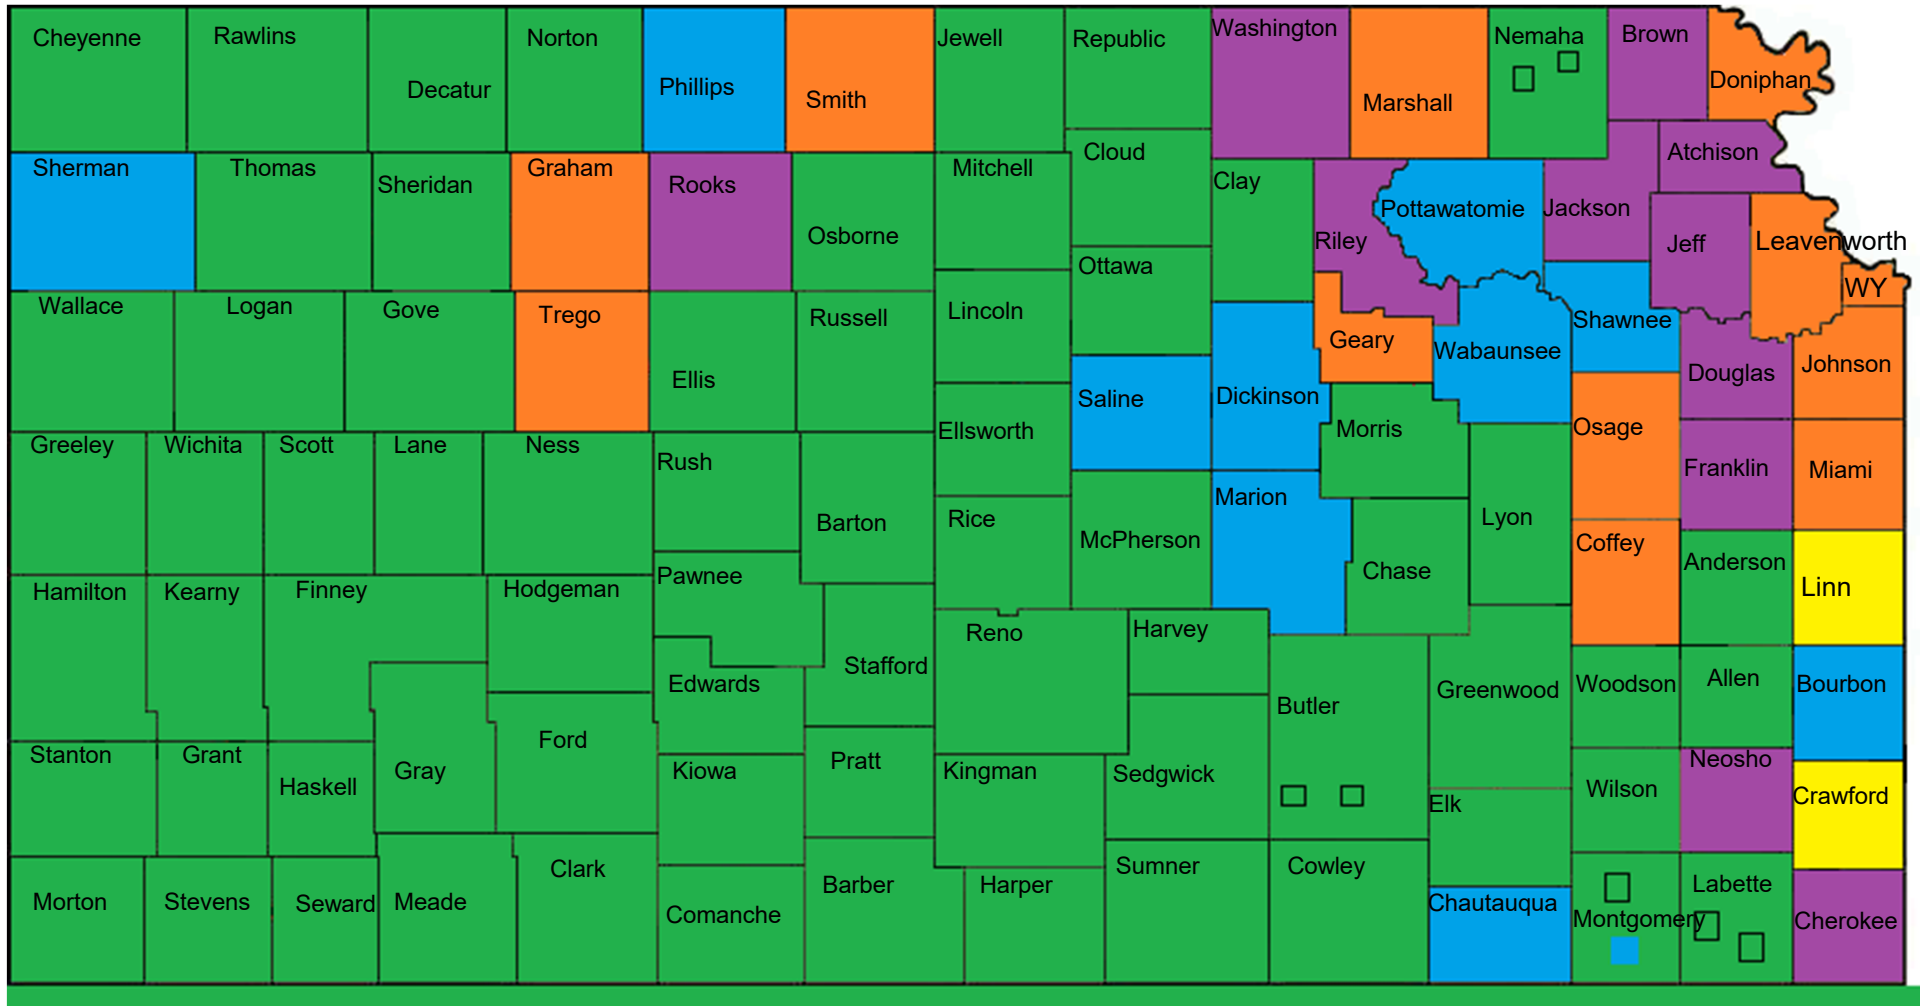 Cheyenne
Rawlins
Decatur
Norton
Phillips
Smith
Jewell
Republic
Washington
Marshall
Nemaha
Brown
Doniphan
Sherman
Thomas
Sheridan
Graham
Rooks
Osborne
Mitchell
Cloud
Clay
Riley
Pottawatomie
Jackson
Atchison
Jeff
Leavenworth
WY
Wallace
Logan
Gove
Trego
Ellis
Russell
Lincoln
Ottawa
Saline
Dickinson
Geary
Wabaunsee
Shawnee
Douglas
Johnson
Greeley
Wichita
Scott
Lane
Ness
Rush
Barton
Ellsworth
Rice
McPherson
Marion
Morris
Chase
Lyon
Osage
Franklin
Miami
Coffey
Anderson
Linn
Hamilton
Kearny
Finney
Hodgeman
Pawnee
Edwards
Stafford
Reno
Harvey
Butler
Greenwood
Woodson
Allen
Bourbon
Stanton
Grant
Haskell
Gray
Ford
Kiowa
Pratt
Kingman
Sedgwick
Elk
Wilson
Neosho
Crawford
Morton
Stevens
Seward
Meade
Clark
Comanche
Barber
Harper
Sumner
Cowley
Chautauqua
Montgomery
Labette
Cherokee